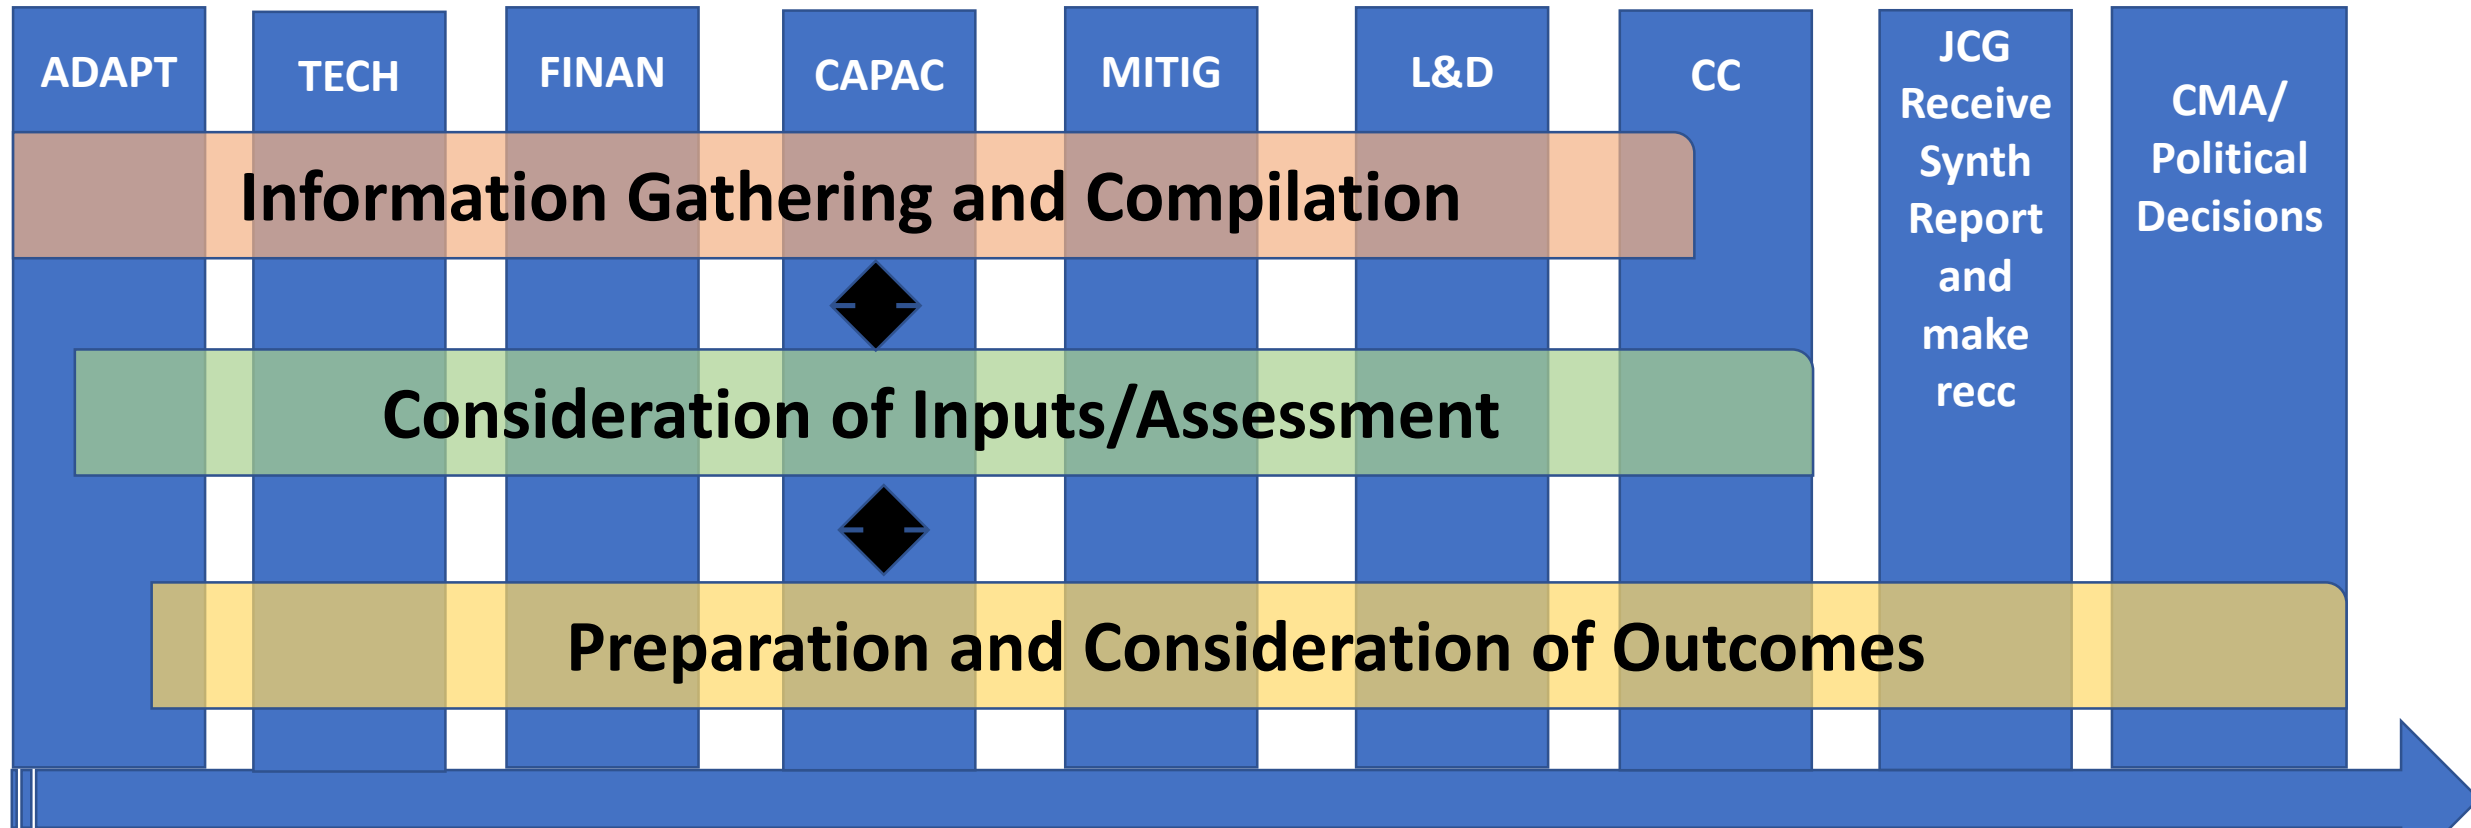 ADAPT
TECH
FINAN
CAPAC
MITIG
L&D
CC
JCG
Receive
Synth
Report
and
make
recc
CMA/
Political
Decisions
Information Gathering and Compilation
Consideration of Inputs/Assessment
Preparation and Consideration of Outcomes